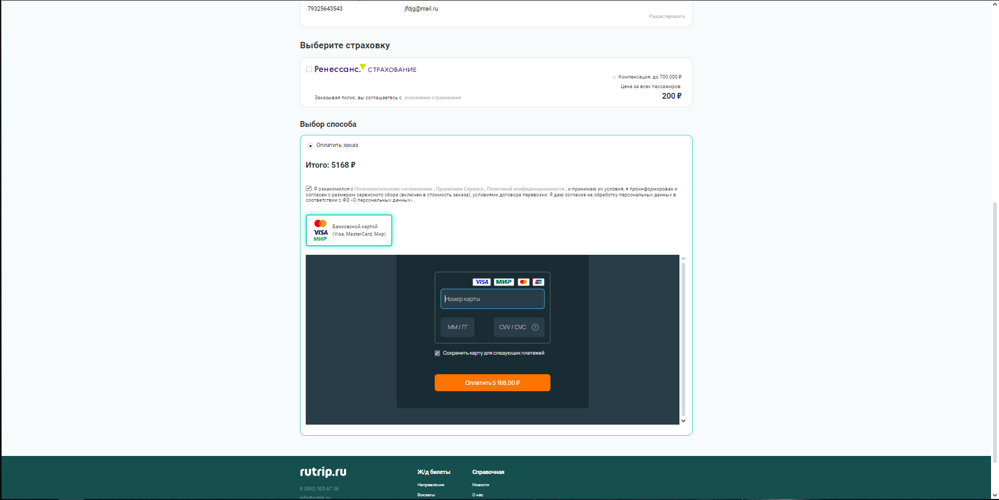 79325643543
jfdjg@mail.ru
Редактировать
Выберите страховку
Ренессанс. СТРАХОВАНИЕ
Компенсация: до 700 000 ₽
Цена за всех пассажиров:
200 ₽
Заказывая полис, вы соглашаетесь с условиями страхования
Выбор способа
Оплатить заказ
Итого: 5168 ₽
Я ознакомился с Пользовательским соглашением , Правилами Сервиса , Политикой конфиденциальности , и принимаю их условия, я проинформирован и
согласен с размером сервисного сбора (включен в стоимость заказа), условиями договора перевозки. Я даю согласие на обработку персональных данных в
соответствии с ФЗ «О персональных данных» .
VISA
МИР
Банковской картой
(Visa, MasterCard, Мир)
VISA МИР
Номер карты
ММ / ГГ
CVV / CVC ?
Сохранить карту для следующих платежей
Оплатить 5 168,00 ₽
rutrip.ru
8 (800) 505 67 36
info@rutrip.ru
Ж/д билеты
Направления
Вокзалы
Справочная
Новости
О нас